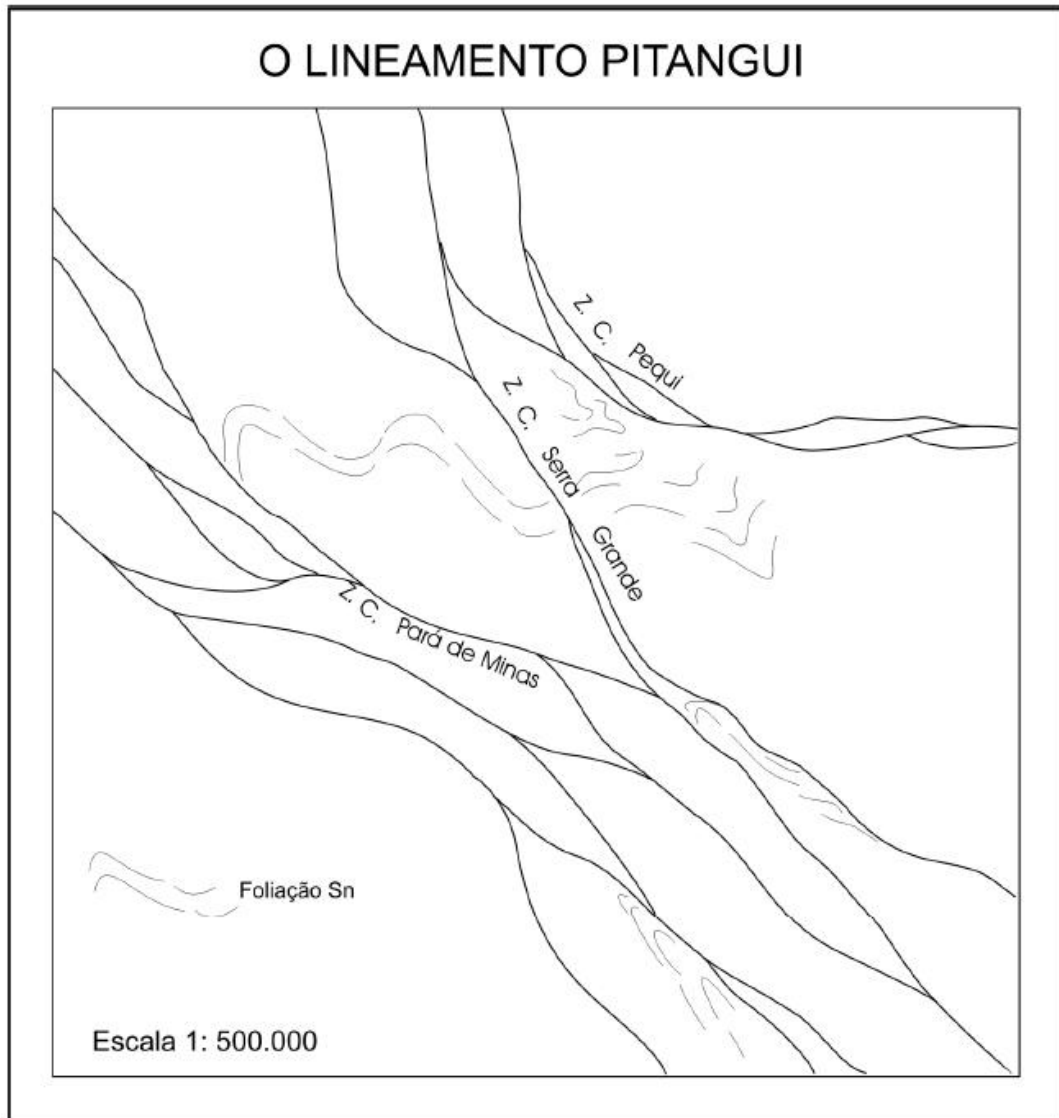 O LINEAMENTO PITANGUI
Z. C. Pequi
Z. C. Serra Grande
Z. C. Pará de Minas
Foliação Sn
Escala 1: 500.000